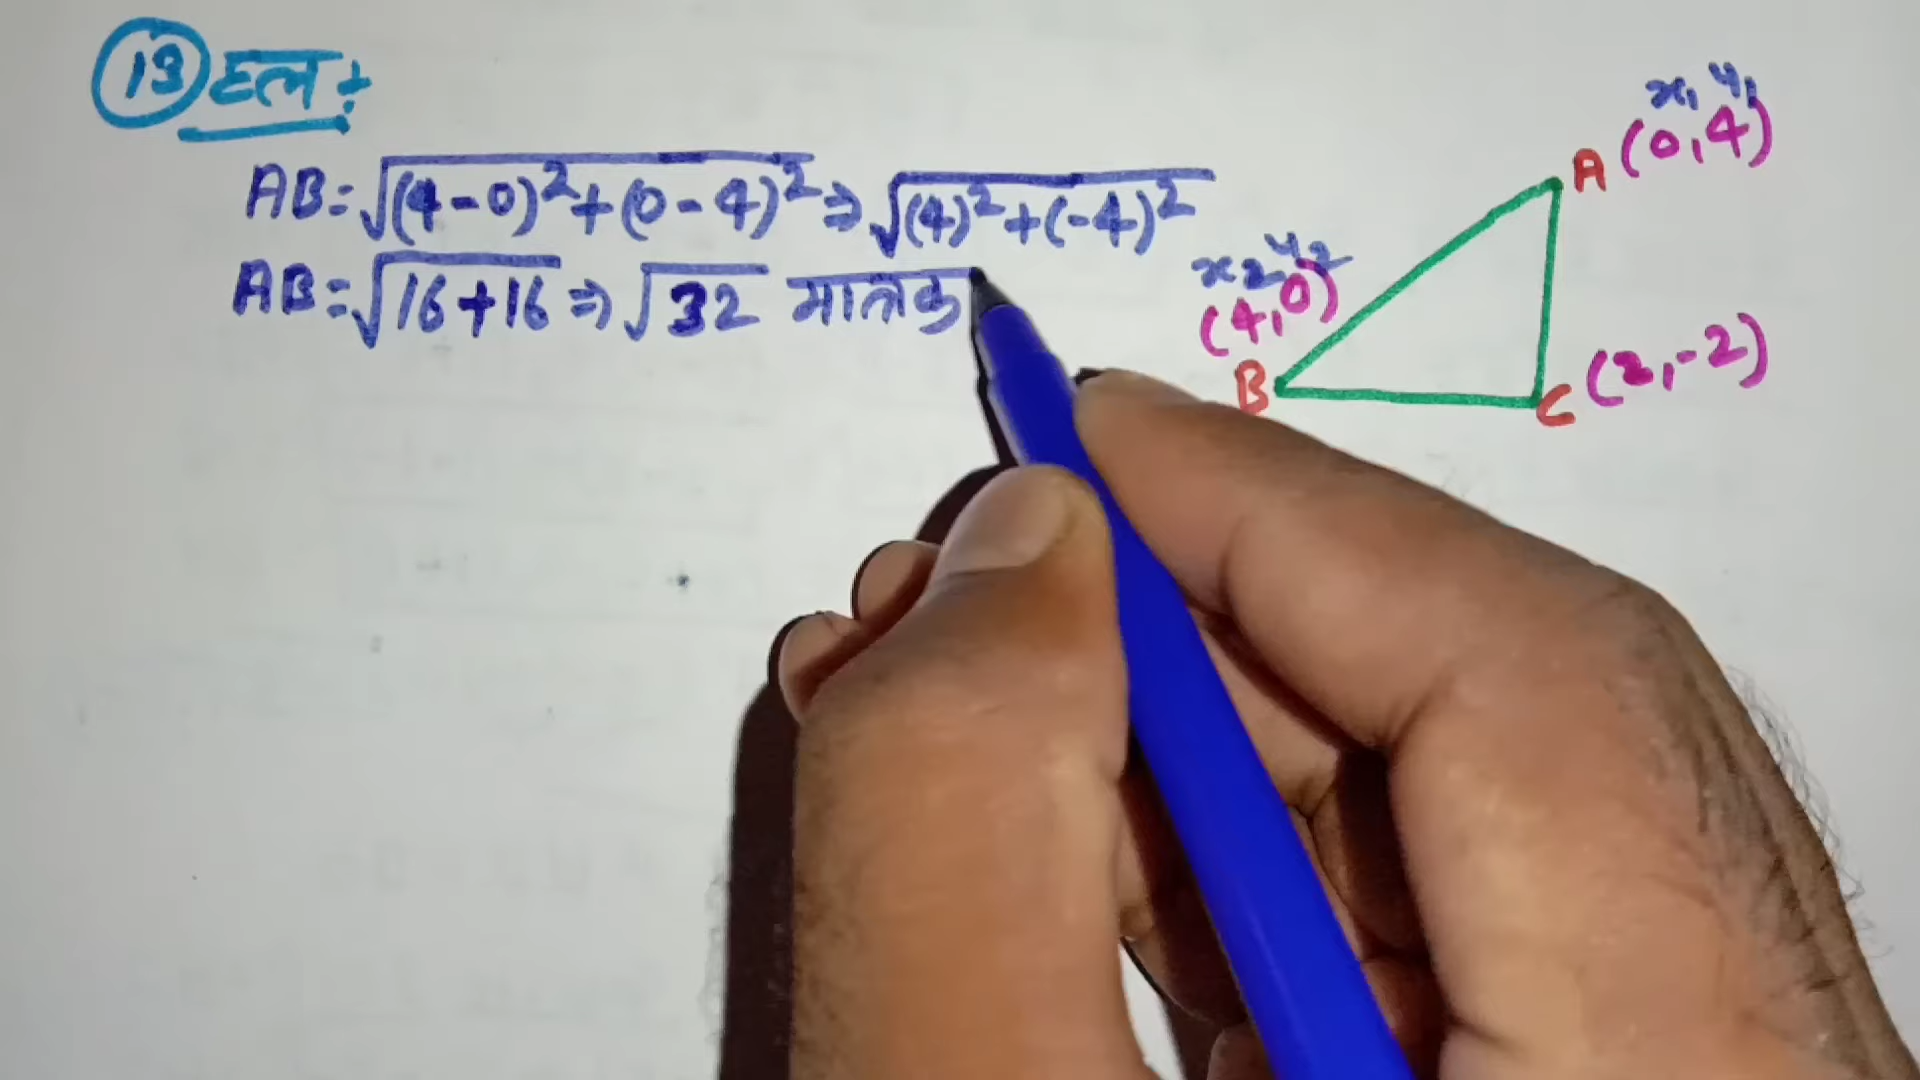 13 हल :
AB = √(4-0)²+(0-4)² ⇒ √(4)²+(-4)²
AB = √16+16 ⇒ √32 मात्रक
x₁ y₁
A (0,4)
x₂ y₂
(4,0)
B
C (2,-2)